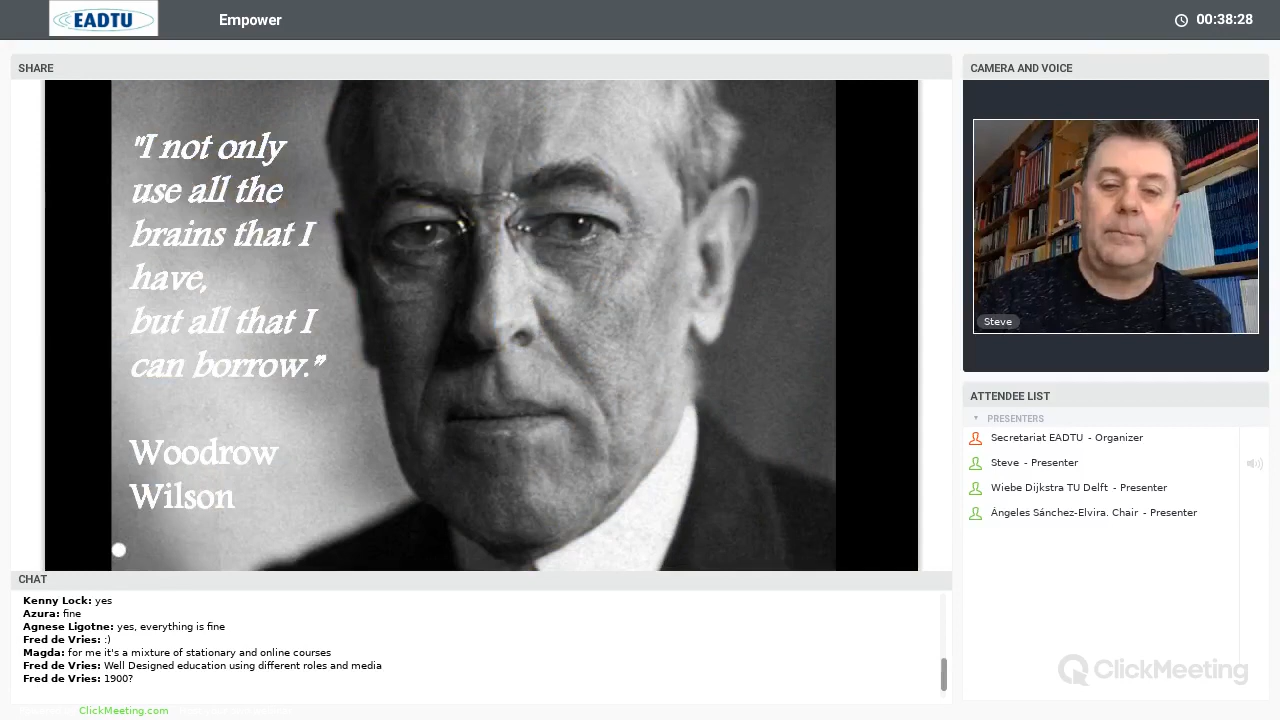 EADTU
Empower
00:38:28
SHARE
CAMERA AND VOICE
"I not only
use all the
brains that I
have,
but all that I
can borrow."
Woodrow
Wilson
Steve
ATTENDEE LIST
PRESENTERS
Secretariat EADTU - Organizer
Steve - Presenter
Wiebe Dijkstra TU Delft - Presenter
Ángeles Sánchez-Elvira. Chair - Presenter
CHAT
Kenny Lock: yes
Azura: fine
Agnese Ligotne: yes, everything is fine
Fred de Vries: :)
Magda: for me it's a mixture of stationary and online courses
Fred de Vries: Well Designed education using different roles and media
Fred de Vries: 1900?
ClickMeeting
ClickMeeting.com